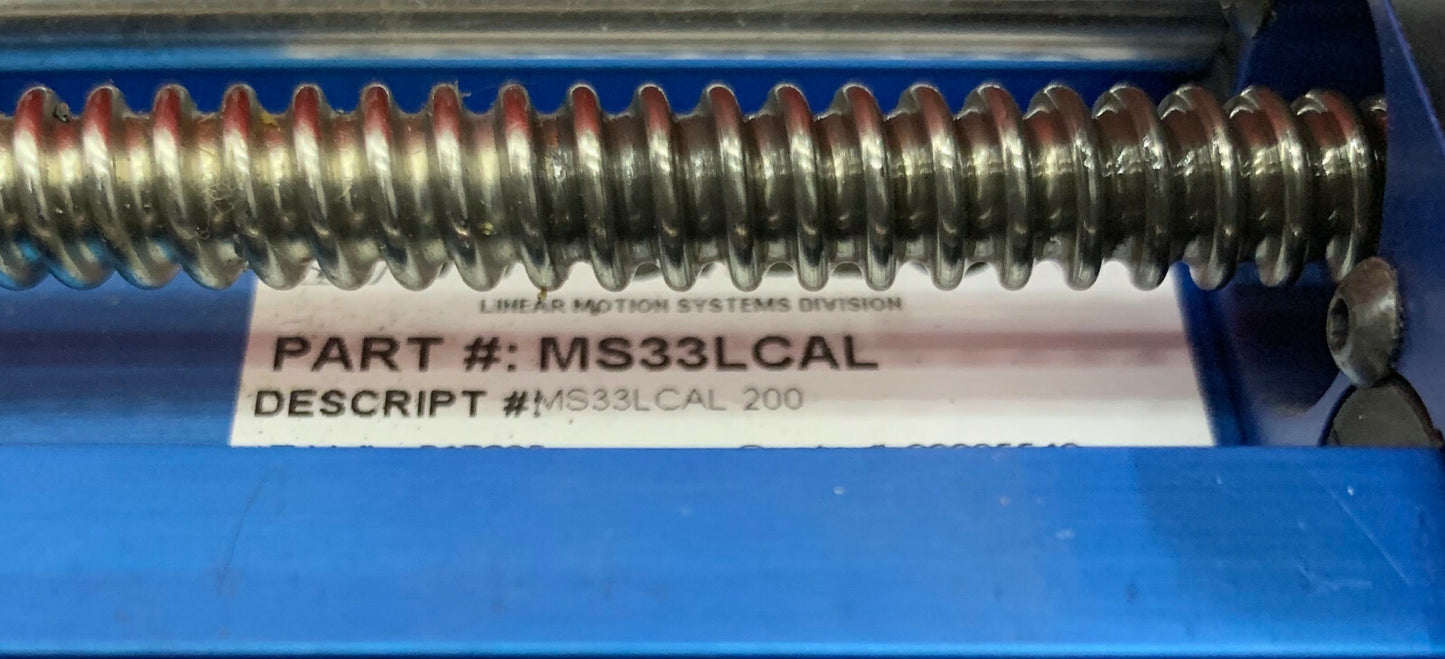 LINEAR MOTION SYSTEMS DIVISION
PART #: MS33LCAL
DESCRIPT #: MS33LCAL 200